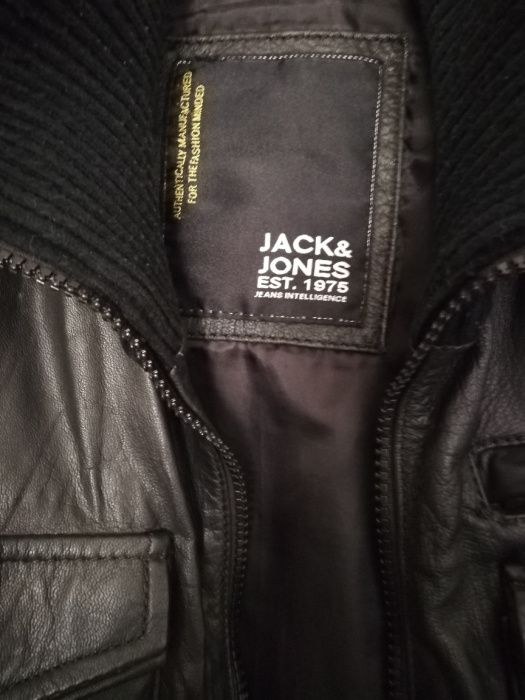 AUTHENTICALLY MANUFACTURED
FOR THE FASHION MINDED
JACK&
JONES
EST. 1975
JEANS INTELLIGENCE